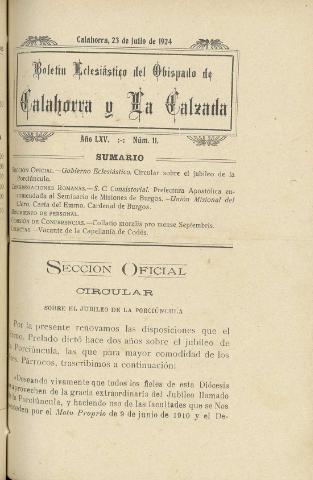 Calahorra, 23 de julio de 1924
Boletín Eclesiástico del Obispado de
Calahorra y La Calzada
Año LXV. :-: Núm. 11.
SUMARIO
SECCIÓN OFICIAL.—Gobierno Eclesiástico. Circular sobre el jubileo de la
Porciúncula.
CONGREGACIONES ROMANAS.—S. C. Consistorial. Prefectura Apostólica en-
comendada al Seminario de Misiones de Burgos.—Unión Misional del
Clero. Carta del Emmo. Cardenal de Burgos.
MOVIMIENTO DE PERSONAL.
SECCIÓN DE CONFERENCIAS.—Collatio moralis pro mense Septembris.
—Vacante de la Capellanía de Codés.
SECCION OFICIAL
CIRCULAR
SOBRE EL JUBILEO DE LA PORCIÚNCULA
Por la presente renovamos las disposiciones que el
Prelado dictó hace dos años sobre el jubileo de
Porciúncula, las que para mayor comodidad de los
Párrocos, trascribimos a continuación:
«Deseando vivamente que todos los fieles de esta Diócesis
aprovechen de la gracia extraordinaria del Jubileo llamado
la Porciúncula, y haciendo uso de las facultades que se Nos
conceden por el Motu Proprio de 9 de junio de 1910 y el De-